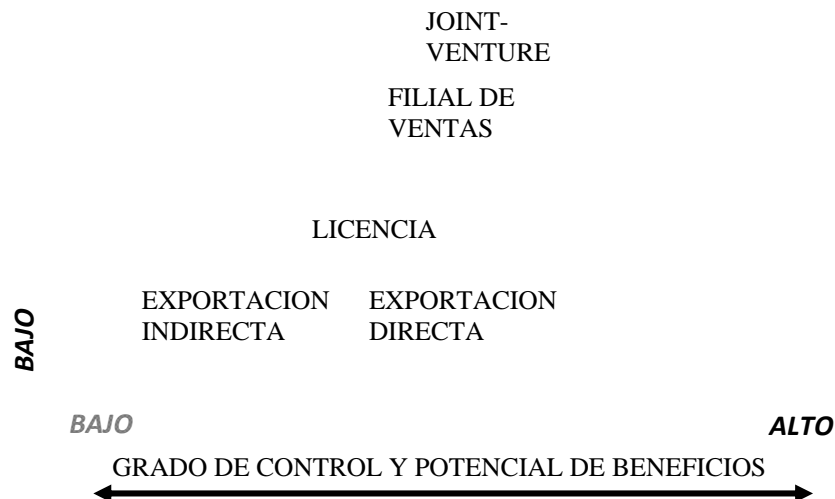 JOINT-
VENTURE
FILIAL DE
VENTAS
LICENCIA
EXPORTACION
INDIRECTA
EXPORTACION
DIRECTA
BAJO
BAJO
ALTO
GRADO DE CONTROL Y POTENCIAL DE BENEFICIOS